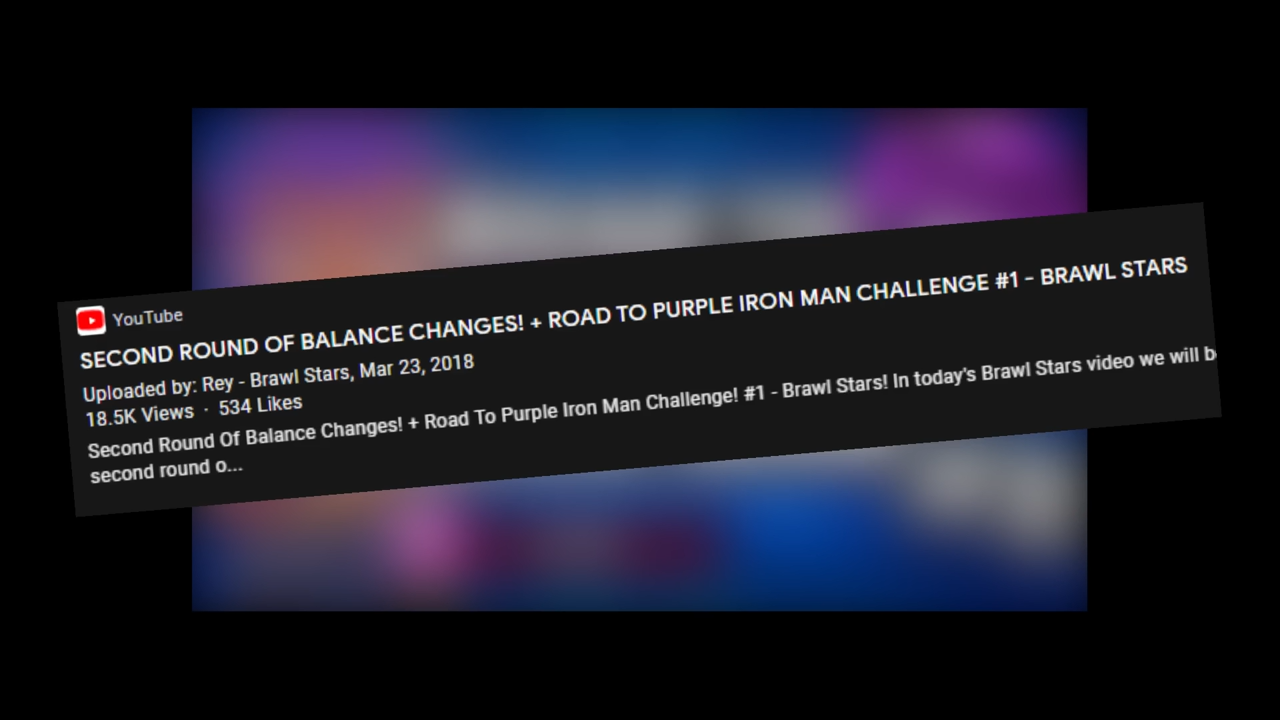 YouTube
SECOND ROUND OF BALANCE CHANGES! + ROAD TO PURPLE IRON MAN CHALLENGE #1 - BRAWL STARS
Uploaded by: Rey - Brawl Stars, Mar 23, 2018
18.5K Views · 534 Likes
Second Round Of Balance Changes! + Road To Purple Iron Man Challenge! #1 - Brawl Stars! In today's Brawl Stars video we will
second round o...